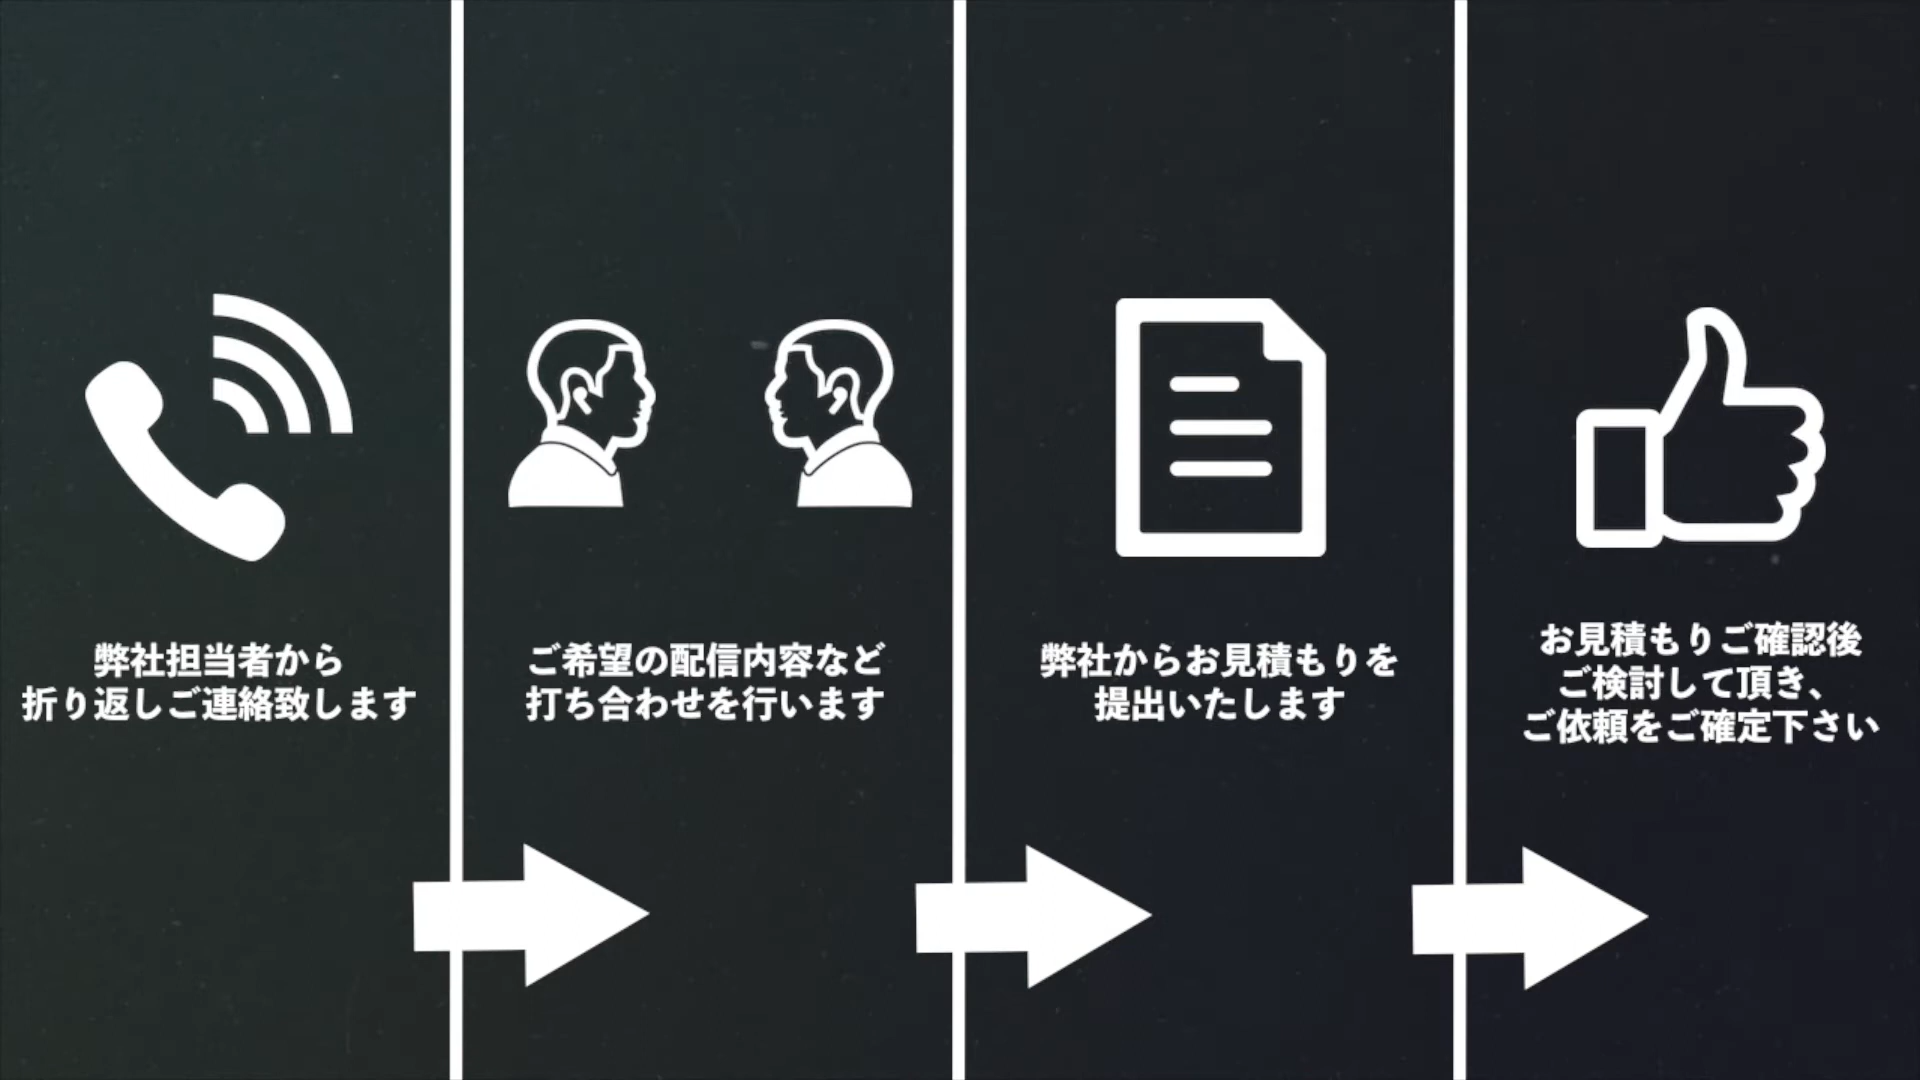 弊社担当者から
折り返しご連絡致します
ご希望の配信内容など
打ち合わせを行います
弊社からお見積もりを
提出いたします
お見積もりご確認後
ご検討して頂き、
ご依頼をご確定下さい